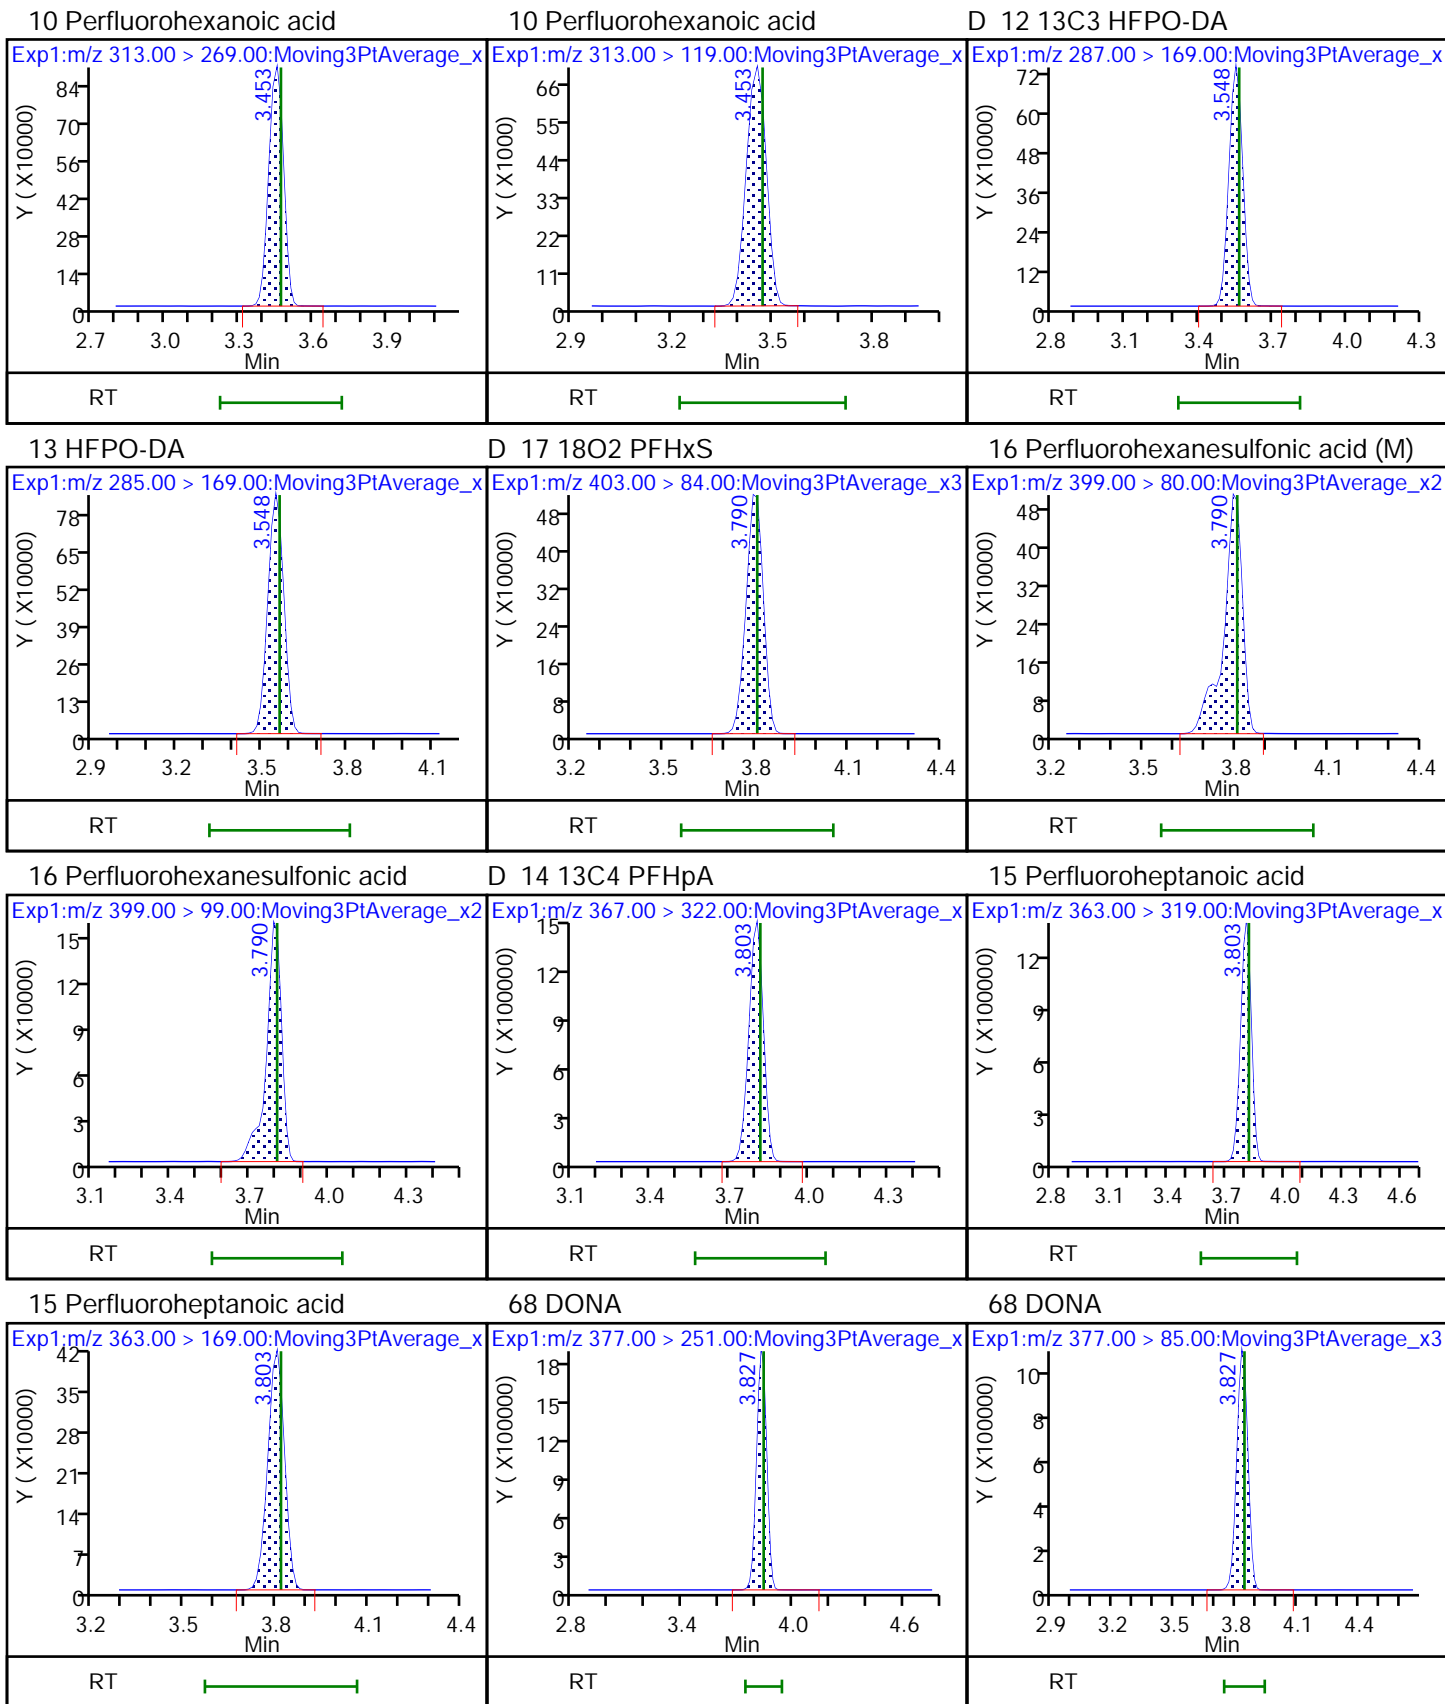 10 Perfluorohexanoic acid
Exp1:m/z 313.00 > 269.00:Moving3PtAverage_x
3.453
Y ( X10000)
84
70
56
42
28
14
0
2.7 3.0 3.3 3.6 3.9
Min
RT
10 Perfluorohexanoic acid
Exp1:m/z 313.00 > 119.00:Moving3PtAverage_x
3.453
Y ( X1000)
66
55
44
33
22
11
0
2.9 3.2 3.5 3.8
Min
RT
D 12 13C3 HFPO-DA
Exp1:m/z 287.00 > 169.00:Moving3PtAverage_x
3.548
Y ( X10000)
72
60
48
36
24
12
0
2.8 3.1 3.4 3.7 4.0 4.3
Min
RT
13 HFPO-DA
Exp1:m/z 285.00 > 169.00:Moving3PtAverage_x
3.548
Y ( X10000)
78
65
52
39
26
13
0
2.9 3.2 3.5 3.8 4.1
Min
RT
D 17 18O2 PFHxS
Exp1:m/z 403.00 > 84.00:Moving3PtAverage_x3
3.790
Y ( X10000)
48
40
32
24
16
8
0
3.2 3.5 3.8 4.1 4.4
Min
RT
16 Perfluorohexanesulfonic acid (M)
Exp1:m/z 399.00 > 80.00:Moving3PtAverage_x2
3.790
Y ( X10000)
48
40
32
24
16
8
0
3.2 3.5 3.8 4.1 4.4
Min
RT
16 Perfluorohexanesulfonic acid
Exp1:m/z 399.00 > 99.00:Moving3PtAverage_x2
3.790
Y ( X10000)
15
12
9
6
3
0
3.1 3.4 3.7 4.0 4.3
Min
RT
D 14 13C4 PFHpA
Exp1:m/z 367.00 > 322.00:Moving3PtAverage_x
3.803
Y ( X100000)
15
12
9
6
3
0
3.1 3.4 3.7 4.0 4.3
Min
RT
15 Perfluoroheptanoic acid
Exp1:m/z 363.00 > 319.00:Moving3PtAverage_x
3.803
Y ( X100000)
12
9
6
3
0
2.8 3.1 3.4 3.7 4.0 4.3 4.6
Min
RT
15 Perfluoroheptanoic acid
Exp1:m/z 363.00 > 169.00:Moving3PtAverage_x
3.803
Y ( X10000)
42
35
28
21
14
7
0
3.2 3.5 3.8 4.1 4.4
Min
RT
68 DONA
Exp1:m/z 377.00 > 251.00:Moving3PtAverage_x
3.827
Y ( X100000)
18
15
12
9
6
3
0
2.8 3.4 4.0 4.6
Min
RT
68 DONA
Exp1:m/z 377.00 > 85.00:Moving3PtAverage_x3
3.827
Y ( X100000)
10
8
6
4
2
0
2.9 3.2 3.5 3.8 4.1 4.4
Min
RT